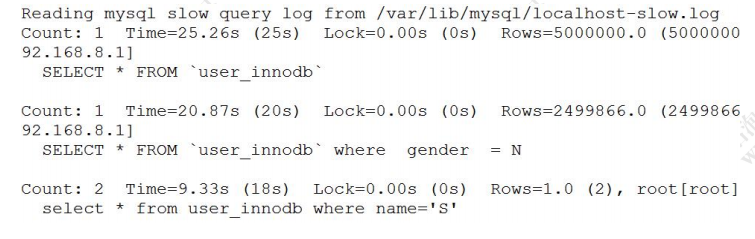 Reading mysql slow query log from /var/lib/mysql/localhost-slow.log
Count: 1  Time=25.26s (25s)  Lock=0.00s (0s)  Rows=5000000.0 (5000000
92.168.8.1]
  SELECT * FROM `user_innodb`
Count: 1  Time=20.87s (20s)  Lock=0.00s (0s)  Rows=2499866.0 (2499866
92.168.8.1]
  SELECT * FROM `user_innodb` where  gender  = N
Count: 2  Time=9.33s (18s)  Lock=0.00s (0s)  Rows=1.0 (2), root[root]
  select * from user_innodb where name='S'